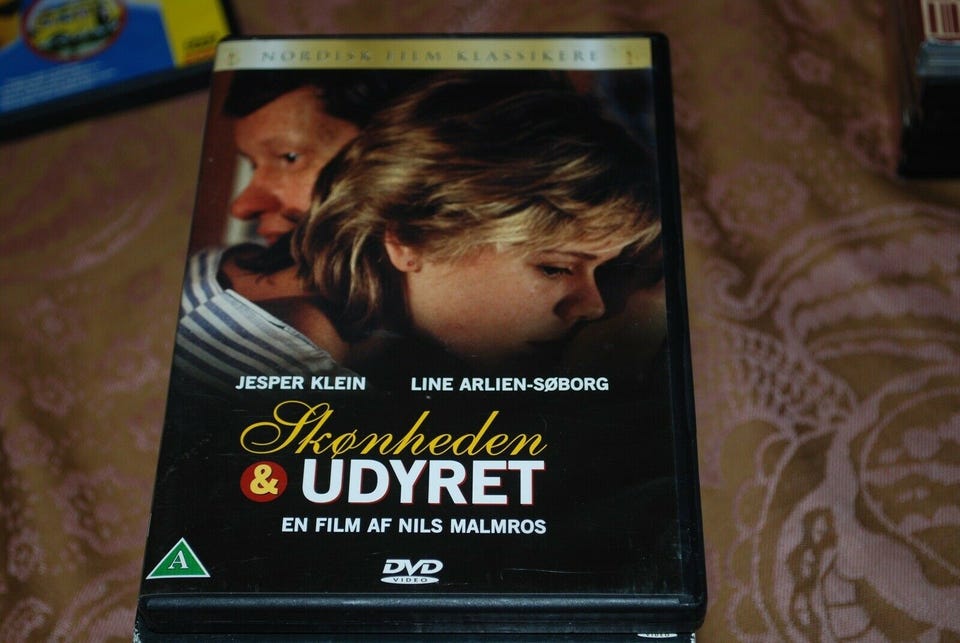 NORDISK FILM KLASSIKERE
JESPER KLEIN LINE ARLIEN-SØBORG
Skønheden
& UDYRET
EN FILM AF NILS MALMROS
A
DVD
VIDEO